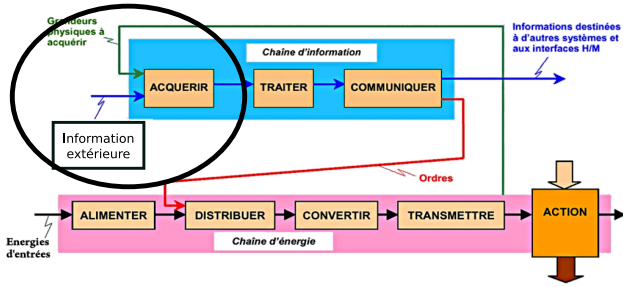 Grandeurs
physiques à
acquérir
Chaîne d'information
Informations destinées
à d'autres systèmes et
aux interfaces H/M
ACQUERIR
TRAITER
COMMUNIQUER
Information
extérieure
Ordres
ALIMENTER
DISTRIBUER
CONVERTIR
TRANSMETTRE
ACTION
Chaîne d'énergie
Energies
d'entrées